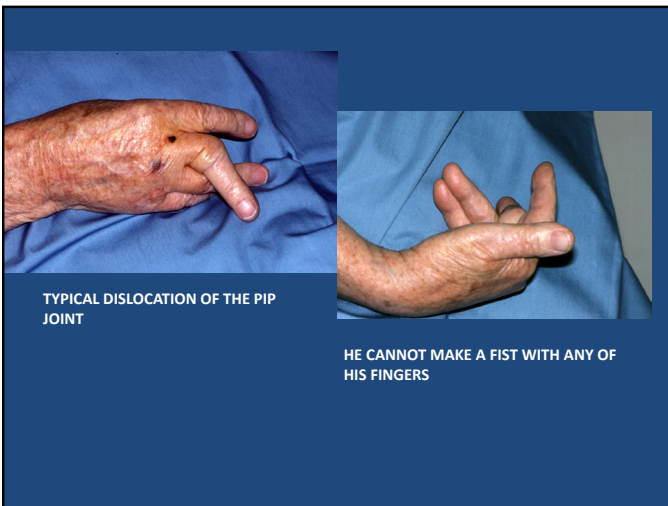 TYPICAL DISLOCATION OF THE PIP
JOINT
HE CANNOT MAKE A FIST WITH ANY OF
HIS FINGERS